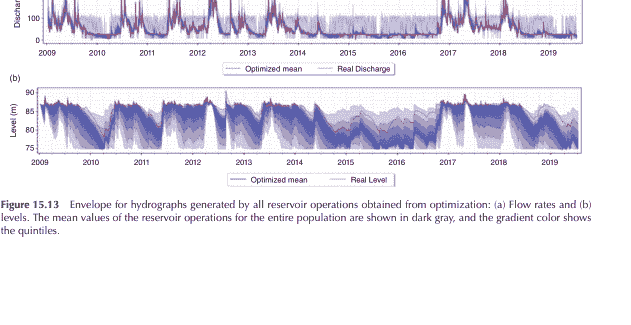 Discharg
100
0
2009 2010 2011 2012 2013 2014 2015 2016 2017 2018 2019
Optimized mean Real Discharge
(b)
90
85
80
75
Level (m)
2009 2010 2011 2012 2013 2014 2015 2016 2017 2018 2019
Optimized mean Real Level
Figure 15.13 Envelope for hydrographs generated by all reservoir operations obtained from optimization: (a) Flow rates and (b)
levels. The mean values of the reservoir operations for the entire population are shown in dark gray, and the gradient color shows
the quintiles.